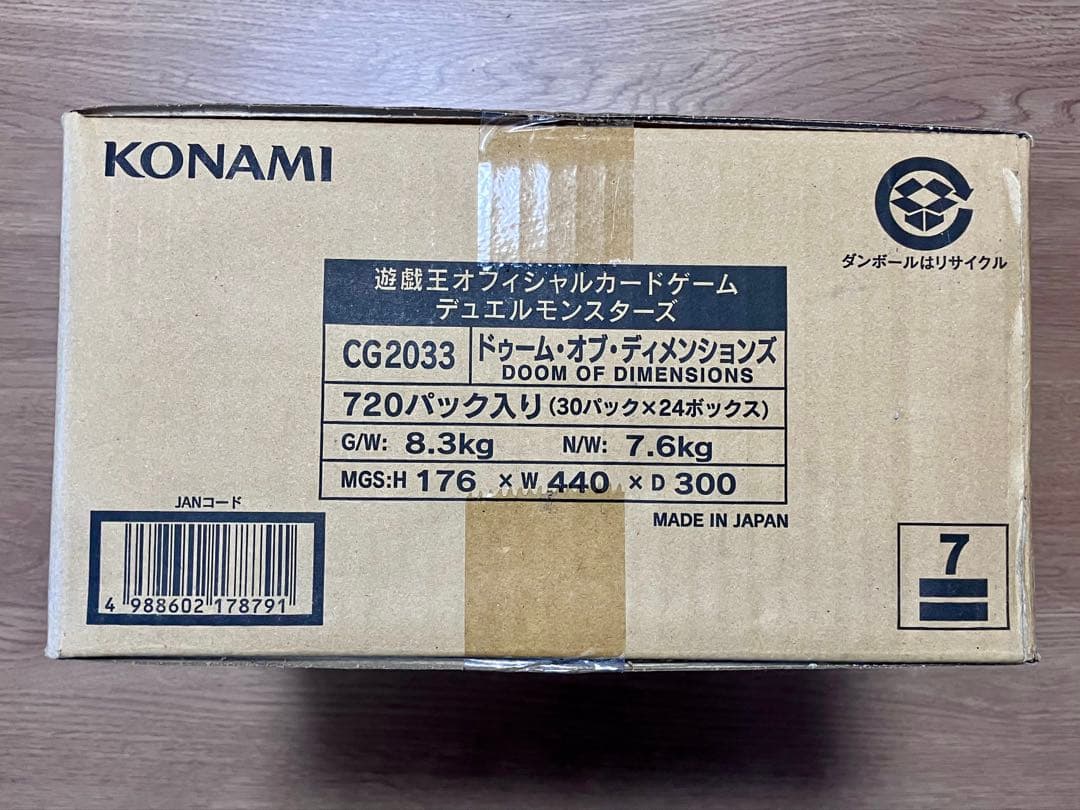 KONAMI
ダンボールはリサイクル
遊戯王オフィシャルカードゲーム
デュエルモンスターズ
CG2033
ドゥーム・オブ・ディメンションズ
DOOM OF DIMENSIONS
720パック入り(30パック×24ボックス)
G/W: 8.3kg N/W: 7.6kg
MGS:H 176 × W 440 × D 300
MADE IN JAPAN
JANコード
4 988602 178791
7